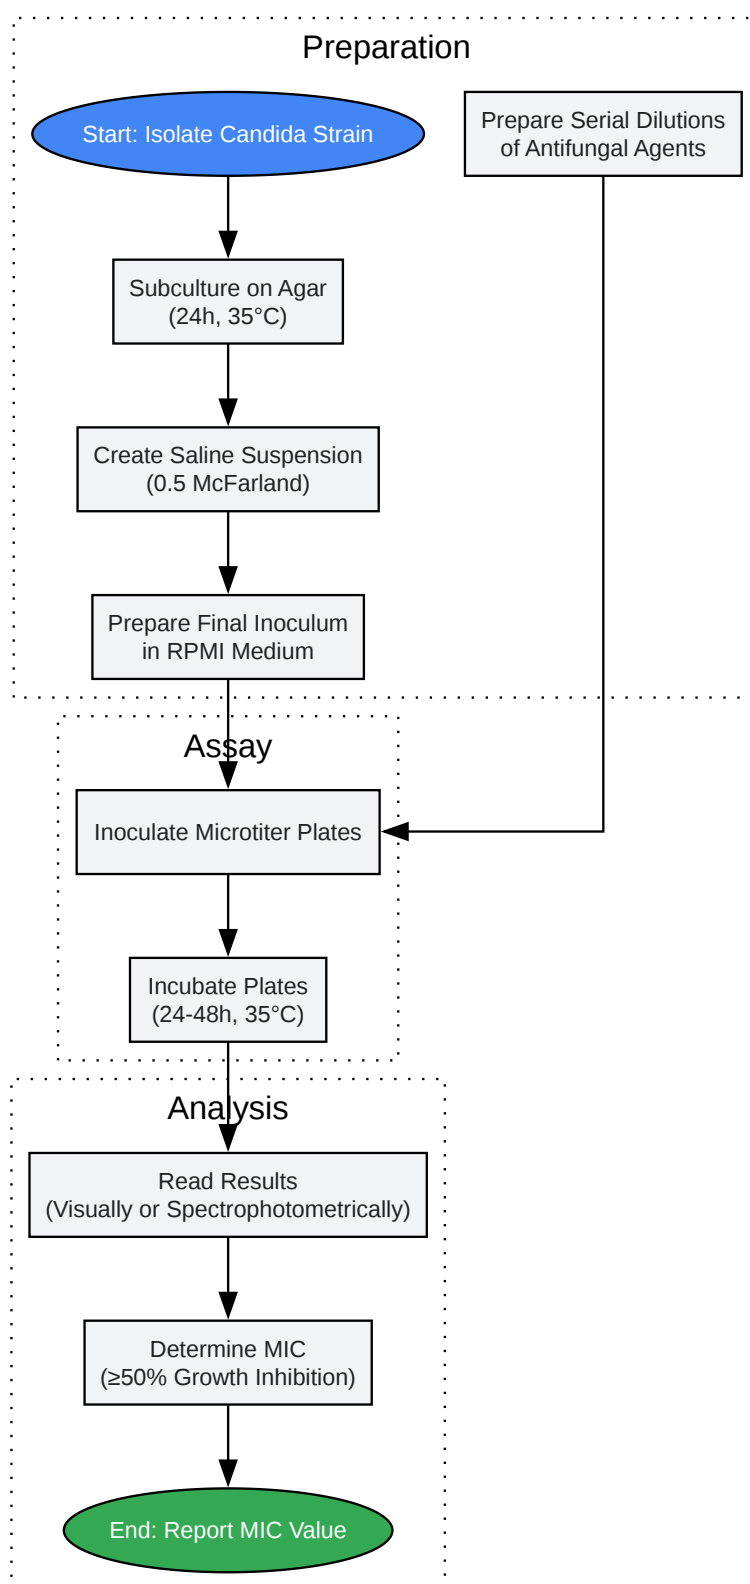 Preparation
Start: Isolate Candida Strain
Prepare Serial Dilutions
of Antifungal Agents
Subculture on Agar
(24h, 35°C)
Create Saline Suspension
(0.5 McFarland)
Prepare Final Inoculum
in RPMI Medium
Assay
Inoculate Microtiter Plates
Incubate Plates
(24-48h, 35°C)
Analysis
Read Results
(Visually or Spectrophotometrically)
Determine MIC
(≥50% Growth Inhibition)
End: Report MIC Value